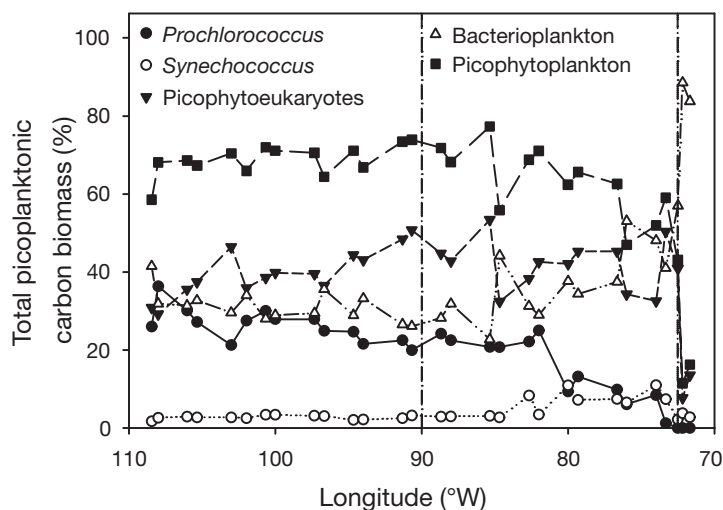 100
80
60
40
20
0
Total picoplanktonic
carbon biomass (%)
Prochlorococcus
Synechococcus
Picophytoeukaryotes
Bacterioplankton
Picophytoplankton
110
100
90
80
70
Longitude (°W)